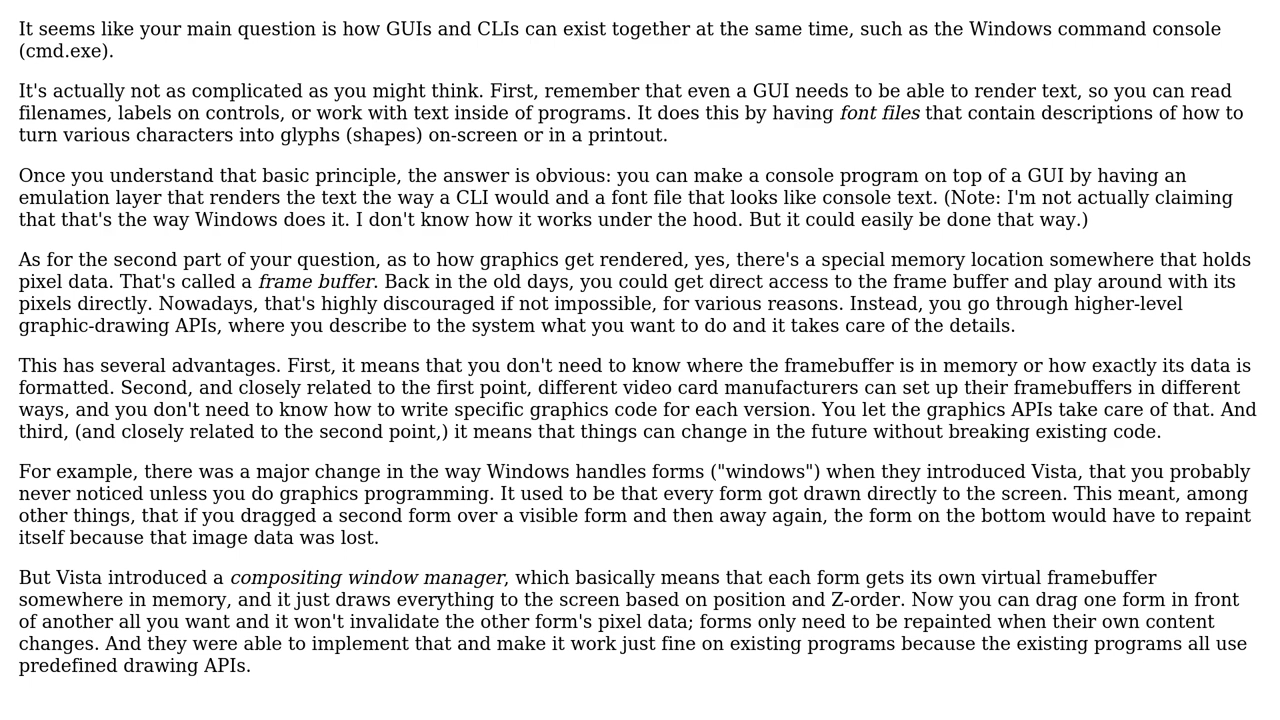 It seems like your main question is how GUIs and CLIs can exist together at the same time, such as the Windows command console
(cmd.exe).
It's actually not as complicated as you might think. First, remember that even a GUI needs to be able to render text, so you can read
filenames, labels on controls, or work with text inside of programs. It does this by having font files that contain descriptions of how to
turn various characters into glyphs (shapes) on-screen or in a printout.
Once you understand that basic principle, the answer is obvious: you can make a console program on top of a GUI by having an
emulation layer that renders the text the way a CLI would and a font file that looks like console text. (Note: I'm not actually claiming
that that's the way Windows does it. I don't know how it works under the hood. But it could easily be done that way.)
As for the second part of your question, as to how graphics get rendered, yes, there's a special memory location somewhere that holds
pixel data. That's called a frame buffer. Back in the old days, you could get direct access to the frame buffer and play around with its
pixels directly. Nowadays, that's highly discouraged if not impossible, for various reasons. Instead, you go through higher-level
graphic-drawing APIs, where you describe to the system what you want to do and it takes care of the details.
This has several advantages. First, it means that you don't need to know where the framebuffer is in memory or how exactly its data is
formatted. Second, and closely related to the first point, different video card manufacturers can set up their framebuffers in different
ways, and you don't need to know how to write specific graphics code for each version. You let the graphics APIs take care of that. And
third, (and closely related to the second point,) it means that things can change in the future without breaking existing code.
For example, there was a major change in the way Windows handles forms ("windows") when they introduced Vista, that you probably
never noticed unless you do graphics programming. It used to be that every form got drawn directly to the screen. This meant, among
other things, that if you dragged a second form over a visible form and then away again, the form on the bottom would have to repaint
itself because that image data was lost.
But Vista introduced a compositing window manager, which basically means that each form gets its own virtual framebuffer
somewhere in memory, and it just draws everything to the screen based on position and Z-order. Now you can drag one form in front
of another all you want and it won't invalidate the other form's pixel data; forms only need to be repainted when their own content
changes. And they were able to implement that and make it work just fine on existing programs because the existing programs all use
predefined drawing APIs.